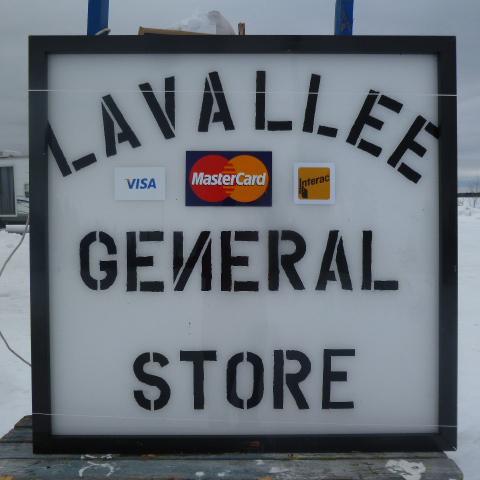 LAVALLEE
VISA MasterCard Interac
GENERAL
STORE